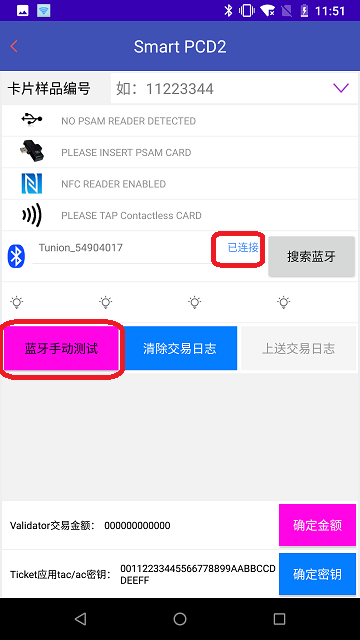 11:51
Smart PCD2
卡片样品编号 如：11223344
NO PSAM READER DETECTED
PLEASE INSERT PSAM CARD
NFC READER ENABLED
PLEASE TAP Contactless CARD
Tunion_54904017 已连接 搜索蓝牙
蓝牙手动测试 清除交易日志 上送交易日志
Validator交易金额： 000000000000 确定金额
Ticket应用tac/ac密钥： 00112233445566778899AABBCCD
DEEFF 确定密钥